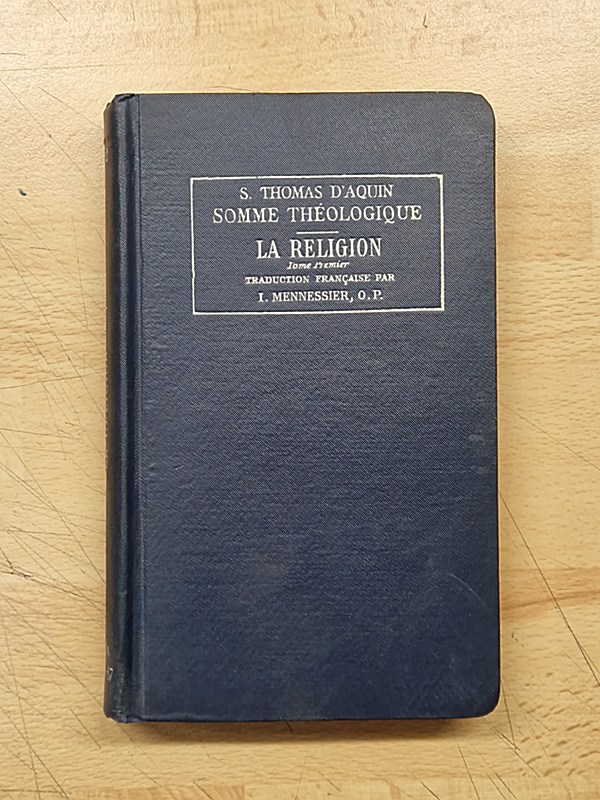 S. THOMAS D'AQUIN
SOMME THÉOLOGIQUE
LA RELIGION
Tome Premier
TRADUCTION FRANÇAISE PAR
I. MENNESSIER, O.P.